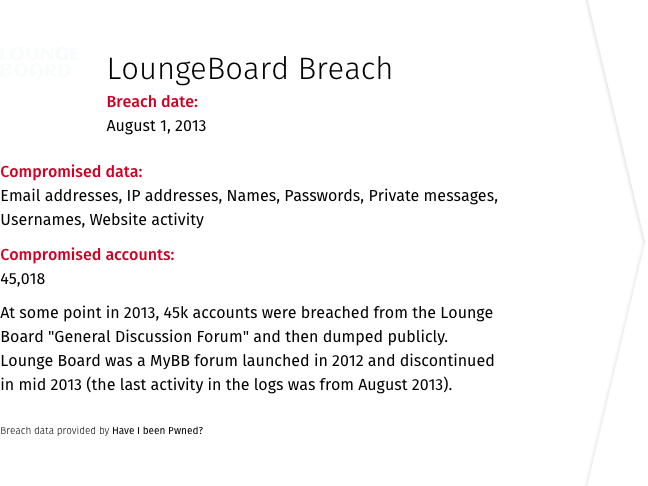 LOUNGE
BOARD
LoungeBoard Breach
Breach date:
August 1, 2013
Compromised data:
Email addresses, IP addresses, Names, Passwords, Private messages,
Usernames, Website activity
Compromised accounts:
45,018
At some point in 2013, 45k accounts were breached from the Lounge
Board "General Discussion Forum" and then dumped publicly.
Lounge Board was a MyBB forum launched in 2012 and discontinued
in mid 2013 (the last activity in the logs was from August 2013).
Breach data provided by Have I been Pwned?